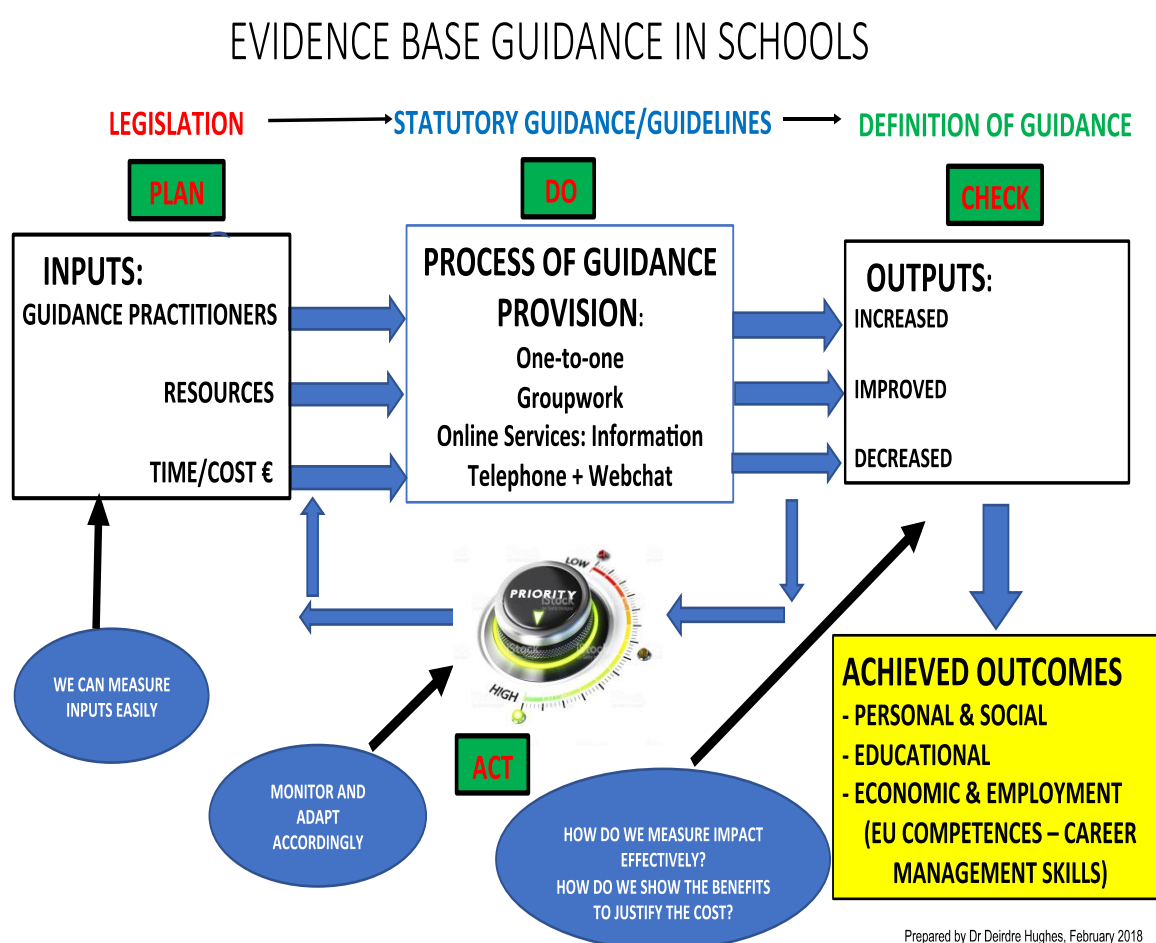 EVIDENCE BASE GUIDANCE IN SCHOOLS
LEGISLATION
STATUTORY GUIDANCE/GUIDELINES
DEFINITION OF GUIDANCE
PLAN
DO
CHECK
INPUTS:
GUIDANCE PRACTITIONERS
RESOURCES
TIME/COST €
PROCESS OF GUIDANCE
PROVISION:
One-to-one
Groupwork
Online Services: Information
Telephone + Webchat
OUTPUTS:
INCREASED
IMPROVED
DECREASED
LOW
PRIORITY
iStock
iStock
iStock
HIGH
ACT
WE CAN MEASURE
INPUTS EASILY
MONITOR AND
ADAPT
ACCORDINGLY
HOW DO WE MEASURE IMPACT
EFFECTIVELY?
HOW DO WE SHOW THE BENEFITS
TO JUSTIFY THE COST?
ACHIEVED OUTCOMES
- PERSONAL & SOCIAL
- EDUCATIONAL
- ECONOMIC & EMPLOYMENT
(EU COMPETENCES – CAREER
MANAGEMENT SKILLS)
Prepared by Dr Deirdre Hughes, February 2018